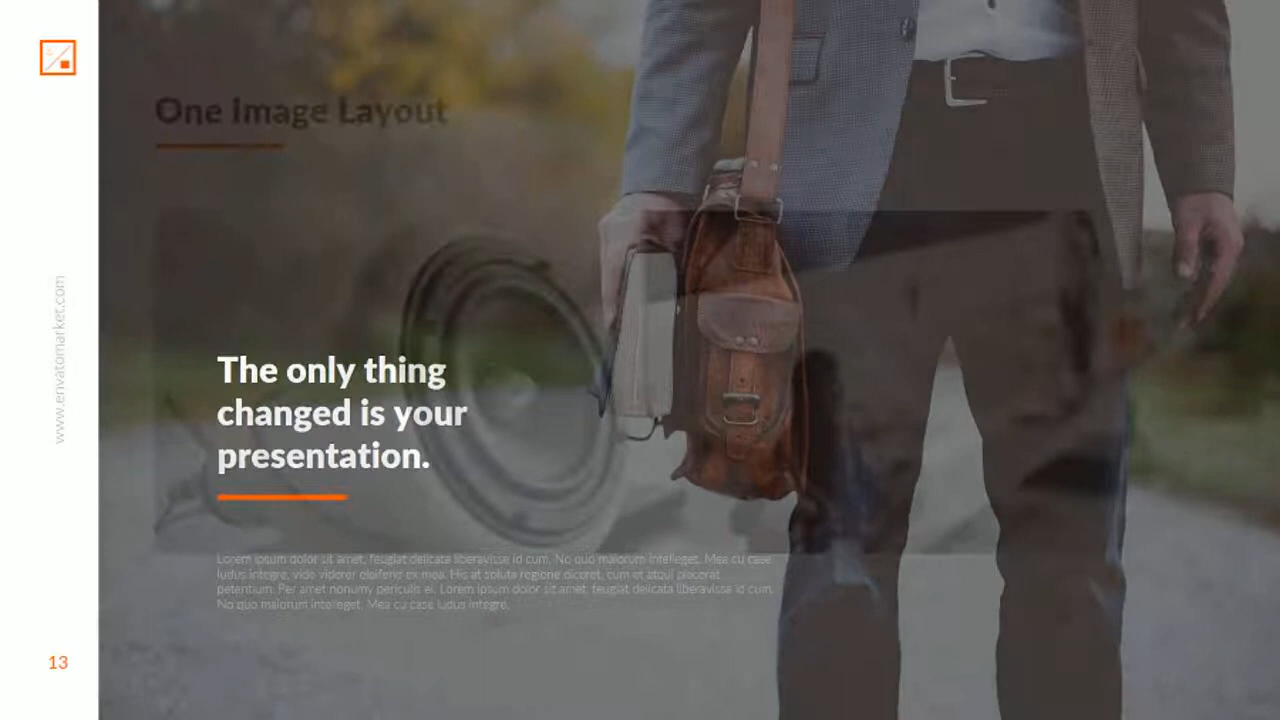 One Image Layout
www.envatomarket.com
The only thing
changed is your
presentation.
Lorem ipsum dolor sit amet, feugiat delicata liberavisse id cum. No quo maiorum intelleget. Mea cu case
ludus integre, vide viderer eleifend ex mea. His at soluta regione diceret, cum et atqui placerat
petentium. Per amet nonumy periculis ei. Lorem ipsum dolor sit amet, feugiat delicata liberavisse id cum.
No quo maiorum intelleget. Mea cu case ludus integre.
13